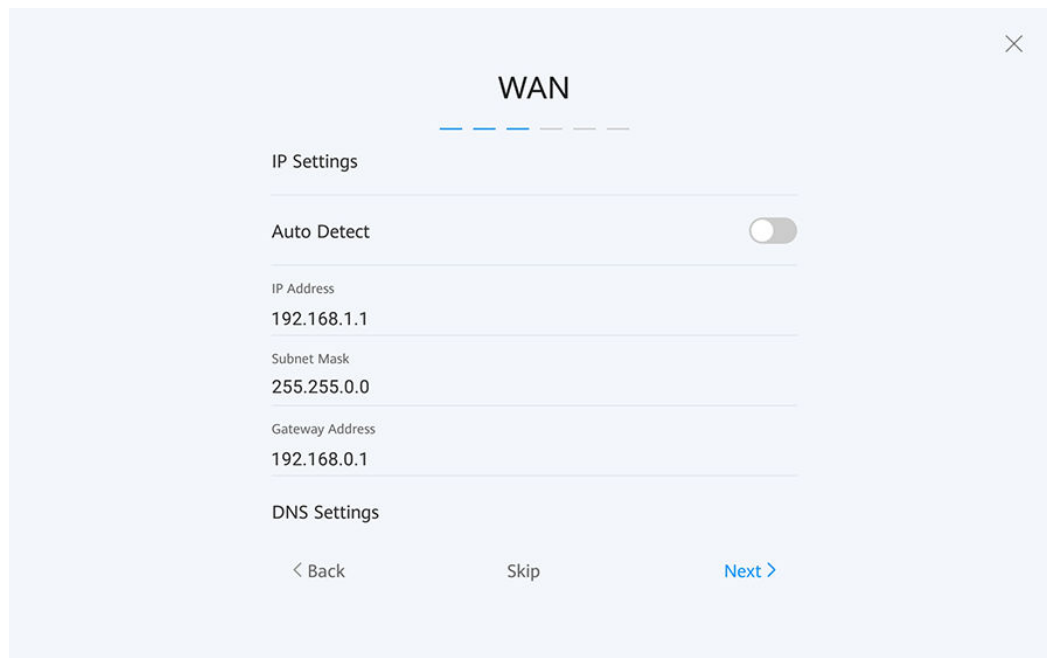 WAN
IP Settings
Auto Detect
IP Address
192.168.1.1
Subnet Mask
255.255.0.0
Gateway Address
192.168.0.1
DNS Settings
Back Skip Next